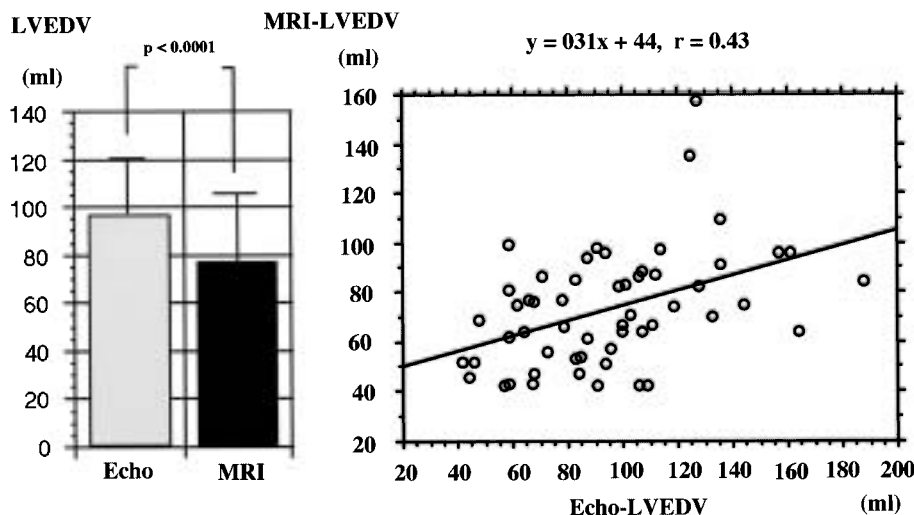 LVEDV
(ml)
p < 0.0001
140
120
100
80
60
40
20
0
Echo MRI
MRI-LVEDV
(ml)
y = 031x + 44, r = 0.43
160
140
120
100
80
60
40
20
20 40 60 80 100 120 140 160 180 200
Echo-LVEDV (ml)